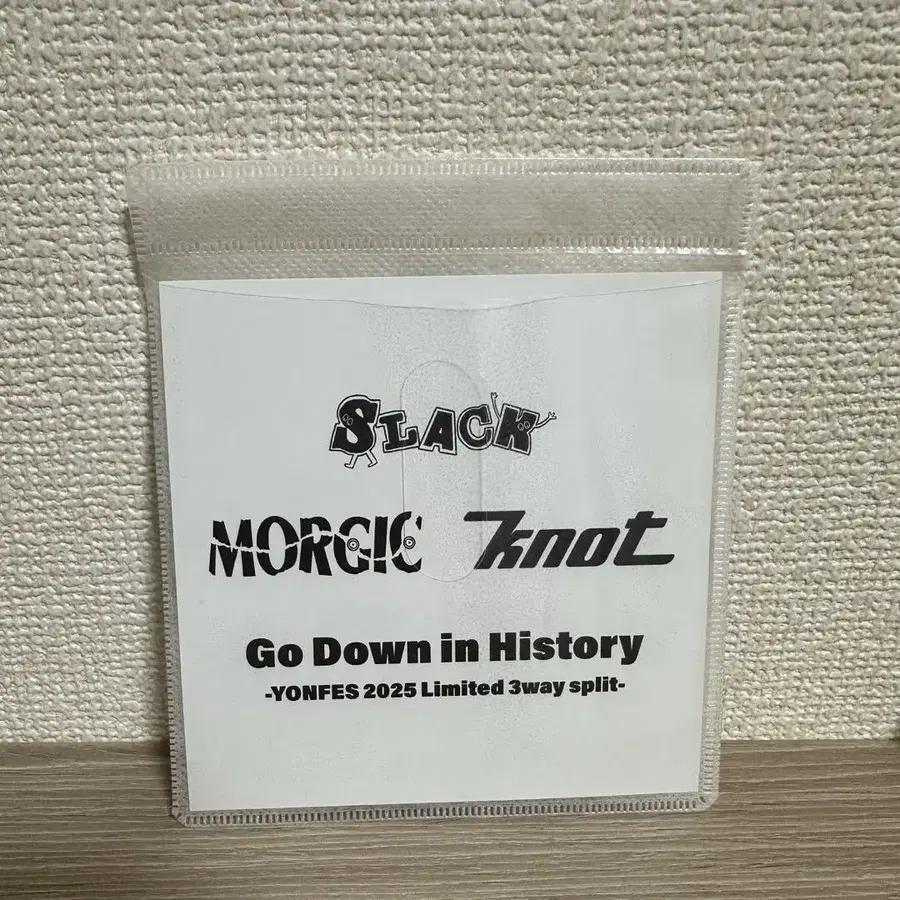 SLACK
MORGIC knot
Go Down in History
-YONFES 2025 Limited 3way split-